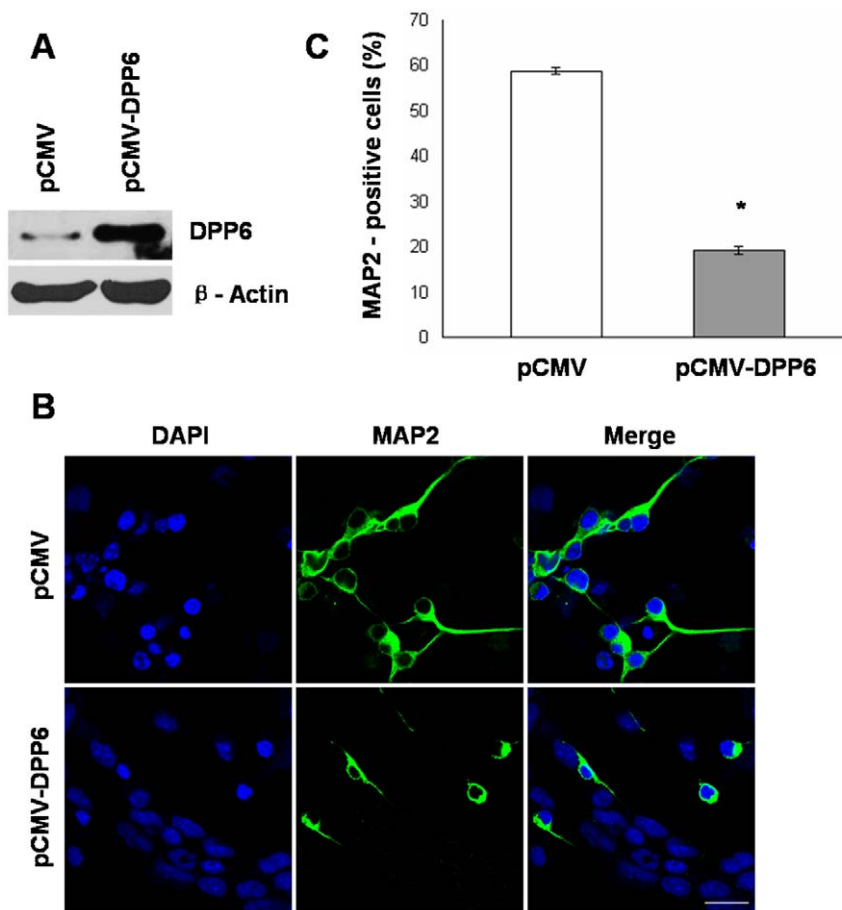 A
pCMV
pCMV-DPP6
DPP6
β - Actin
C
MAP2 - positive cells (%)
70
60
50
40
30
20
10
0
*
pCMV
pCMV-DPP6
B
DAPI
MAP2
Merge
pCMV
pCMV-DPP6